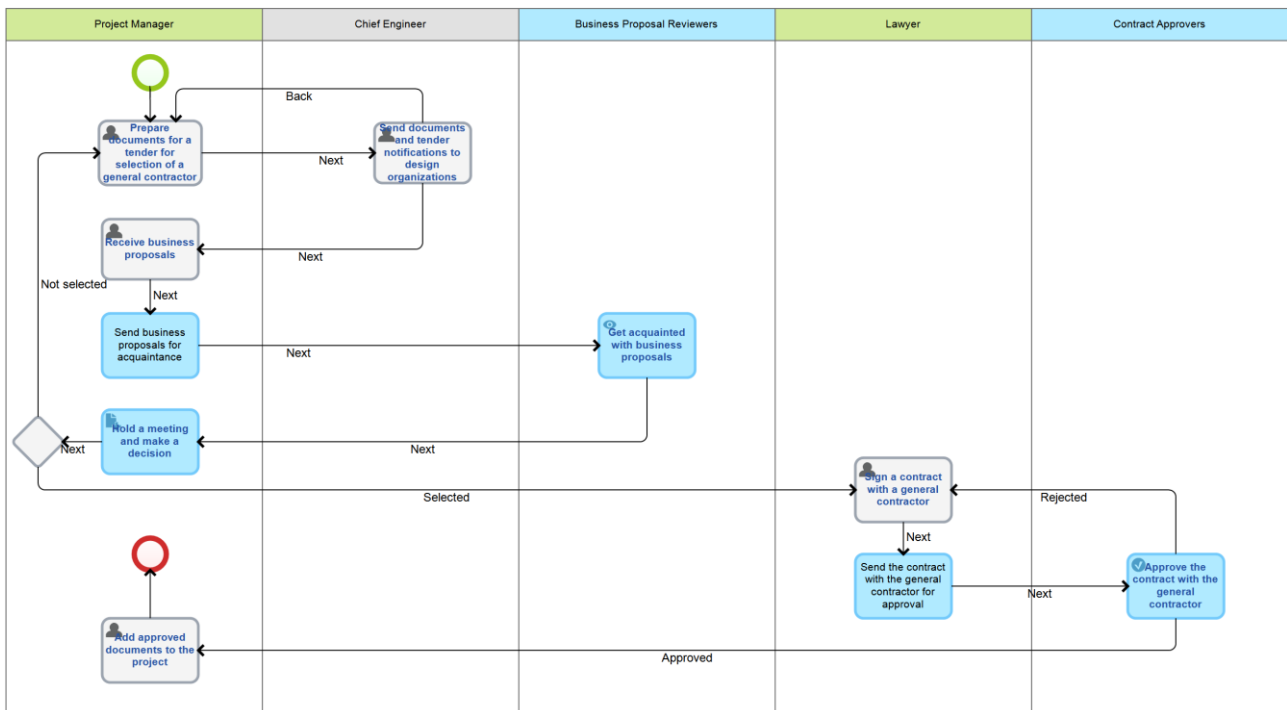 Project Manager
Chief Engineer
Business Proposal Reviewers
Lawyer
Contract Approvers
Back
Prepare
documents for a
tender for
selection of a
general contractor
Next
Send documents
and tender
notifications to
design
organizations
Receive business
proposals
Next
Not selected
Next
Send business
proposals for
acquaintance
Next
Get acquainted
with business
proposals
Hold a meeting
and make a
decision
Next
Next
Selected
Sign a contract
with a general
contractor
Rejected
Next
Send the contract
with the general
contractor for
approval
Next
Approve the
contract with the
general
contractor
Add approved
documents to the
project
Approved